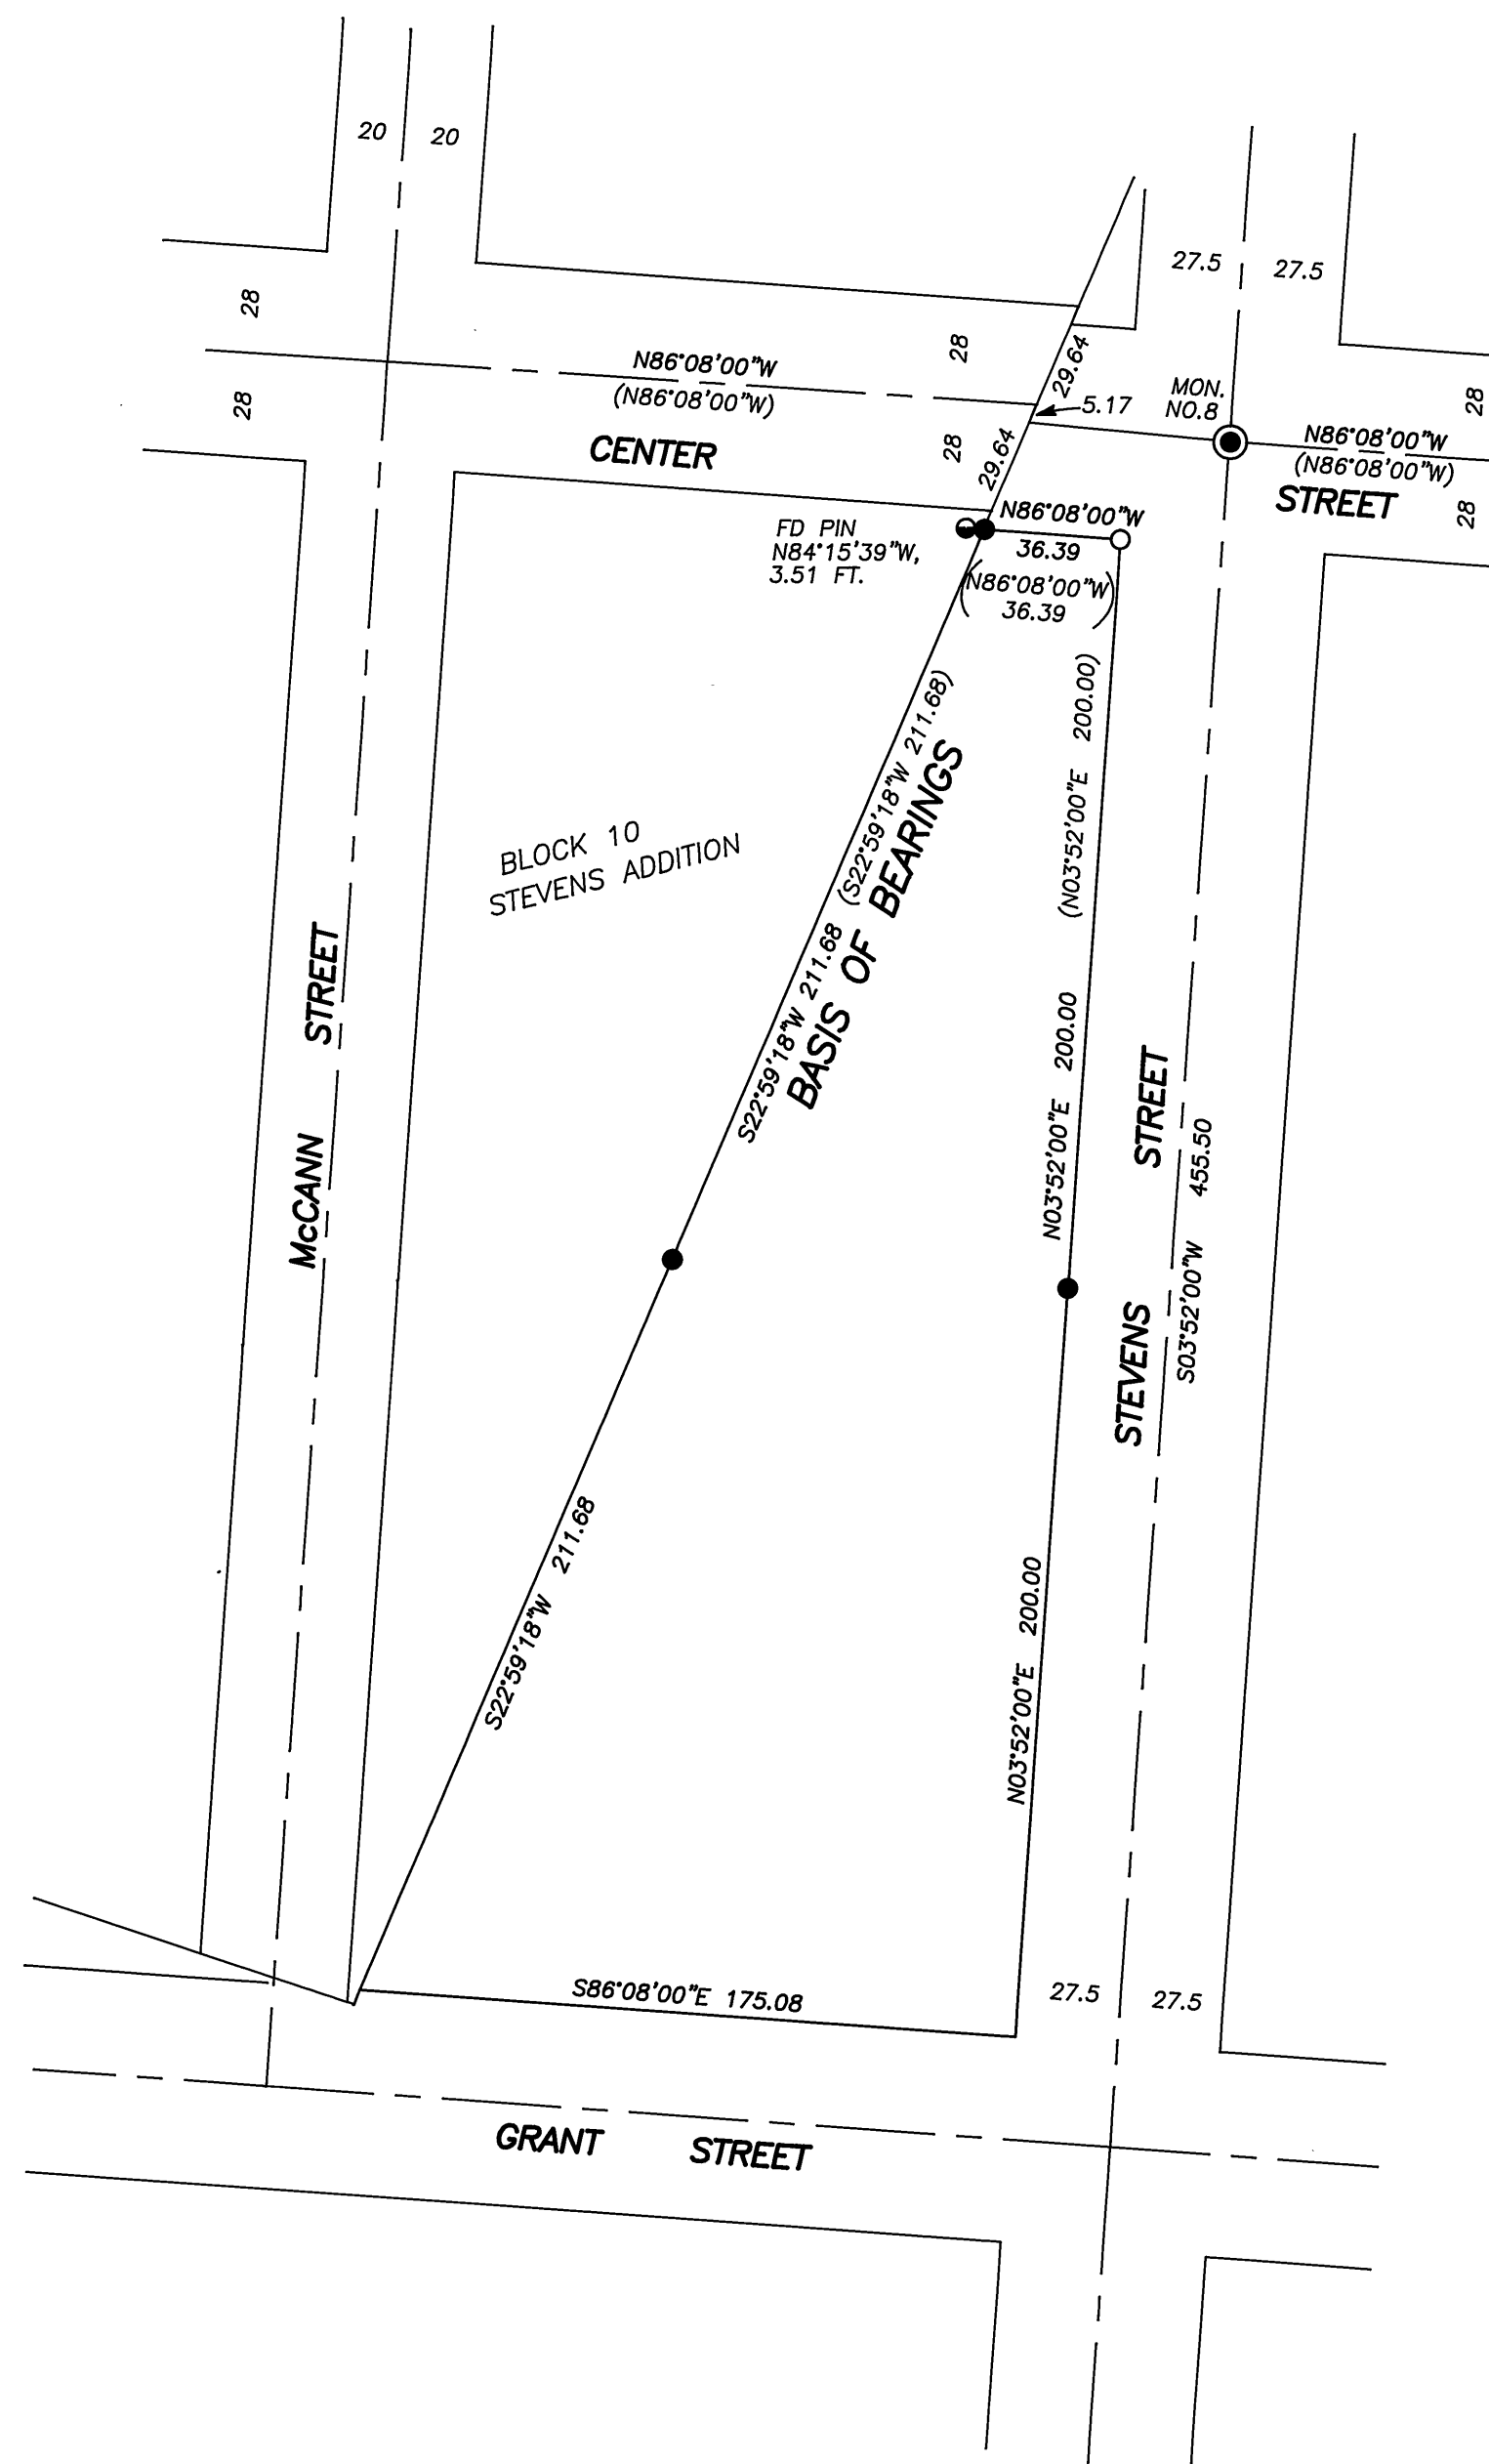 20 20
27.5 27.5
28
28
29.64
N86°08'00"W
(N86°08'00"W)
MON.
NO.8
5.17
28
28
28
29.64
N86°08'00"W
(N86°08'00"W)
CENTER
STREET
28
N86°08'00"W
36.39
(N86°08'00"W)
36.39
FD PIN
N84°15'39"W,
3.51 FT.
S22°59'18"W 211.68 (S22°59'18"W 211.68)
BASIS OF BEARINGS
N03°52'00"E 200.00 (N03°52'00"E 200.00)
BLOCK 10
STEVENS ADDITION
McCANN STREET
STEVENS STREET
S03°52'00"W 455.50
S22°59'18"W 211.68
N03°52'00"E 200.00
S86°08'00"E 175.08
27.5 27.5
GRANT STREET